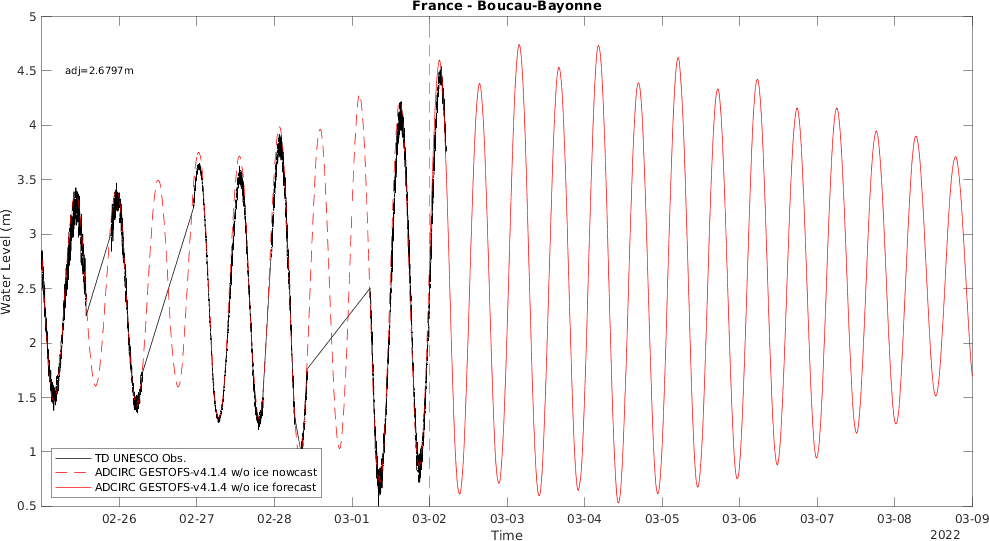 France - Boucau-Bayonne
adj=2.6797m
Water Level (m)
5
4.5
4
3.5
3
2.5
2
1.5
1
0.5
TD UNESCO Obs.
ADCIRC GESTOFS-v4.1.4 w/o ice nowcast
ADCIRC GESTOFS-v4.1.4 w/o ice forecast
02-26 02-27 02-28 03-01 03-02 03-03 03-04 03-05 03-06 03-07 03-08 03-09
Time
2022